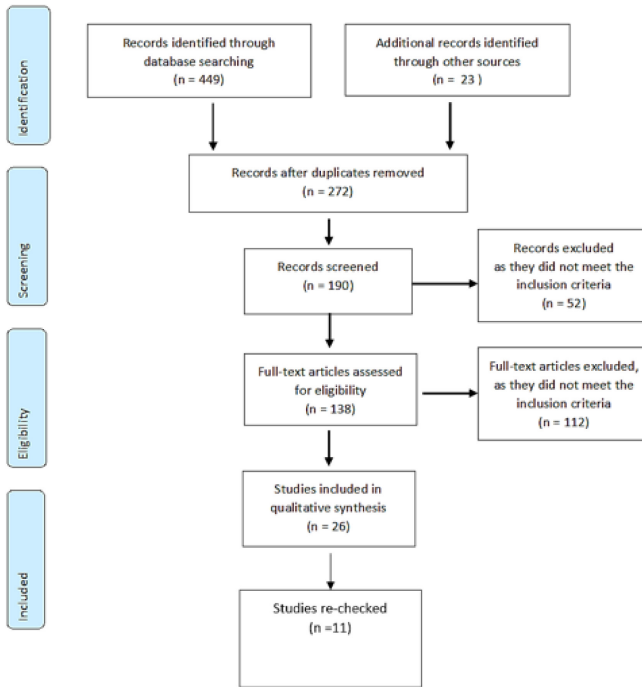 Identification
Records identified through
database searching
(n = 449)
Additional records identified
through other sources
(n = 23 )
Records after duplicates removed
(n = 272)
Screening
Records screened
(n = 190)
Records excluded
as they did not meet the
inclusion criteria
(n = 52)
Eligibility
Full-text articles assessed
for eligibility
(n = 138)
Full-text articles excluded,
as they did not meet the
inclusion criteria
(n = 112)
Studies included in
qualitative synthesis
(n = 26)
Included
Studies re-checked
(n =11)